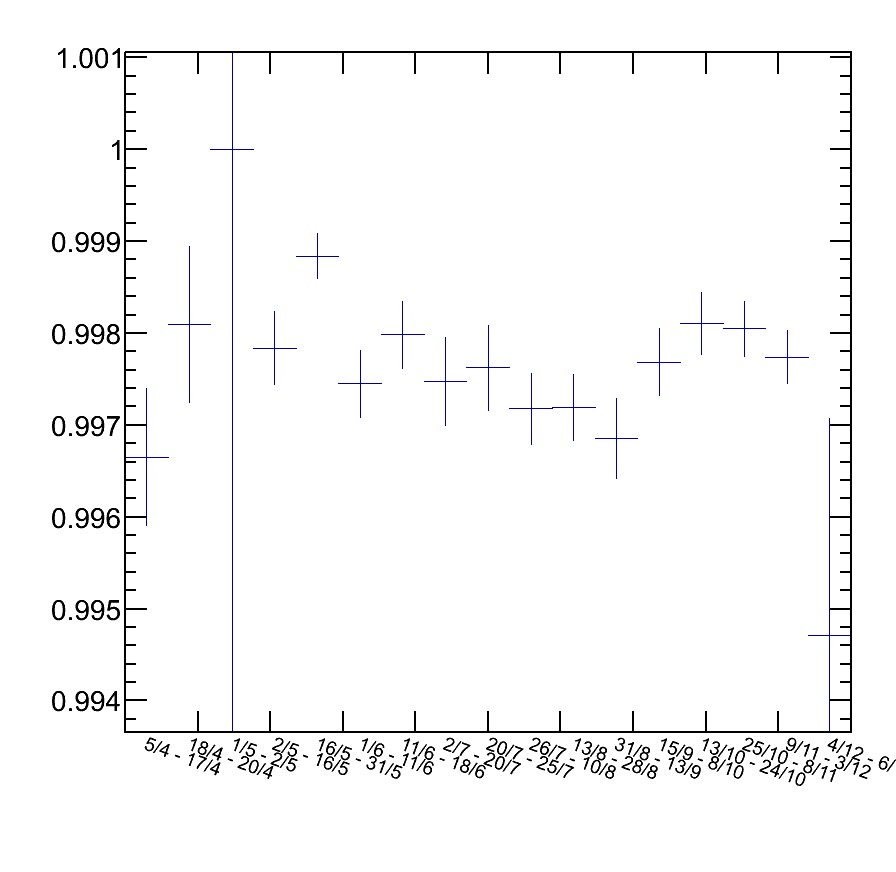 1.001
1
0.999
0.998
0.997
0.996
0.995
0.994
5/4 - 17/4
18/4 - 20/4
1/5 - 2/5
2/5 - 16/5
16/5 - 31/5
1/6 - 11/6
11/6 - 18/6
2/7 - 20/7
20/7 - 25/7
26/7 - 10/8
13/8 - 28/8
31/8 - 13/9
15/9 - 8/10
13/10 - 24/10
25/10 - 8/11
9/11 - 3/12
4/12 - 6/